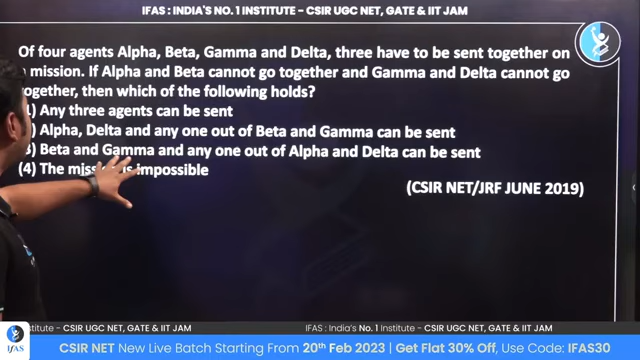 IFAS: INDIA'S NO. 1 INSTITUTE - CSIR UGC NET, GATE & IIT JAM
Of four agents Alpha, Beta, Gamma and Delta, three have to be sent together on
mission. If Alpha and Beta cannot go together and Gamma and Delta cannot go
together, then which of the following holds?
1) Any three agents can be sent
) Alpha, Delta and any one out of Beta and Gamma can be sent
) Beta and Gamma and any one out of Alpha and Delta can be sent
(4) The is impossible
(CSIR NET/JRF JUNE 2019)
iFAS
stitute - CSIR UGC NET, GATE & IIT JAM
IFAS: India's No. 1 Institute - CSIR UGC NET, GATE & IIT JAM
CSIR NET New Live Batch Starting From 20th Feb 2023 | Get Flat 30% Off, Use Code: IFAS30